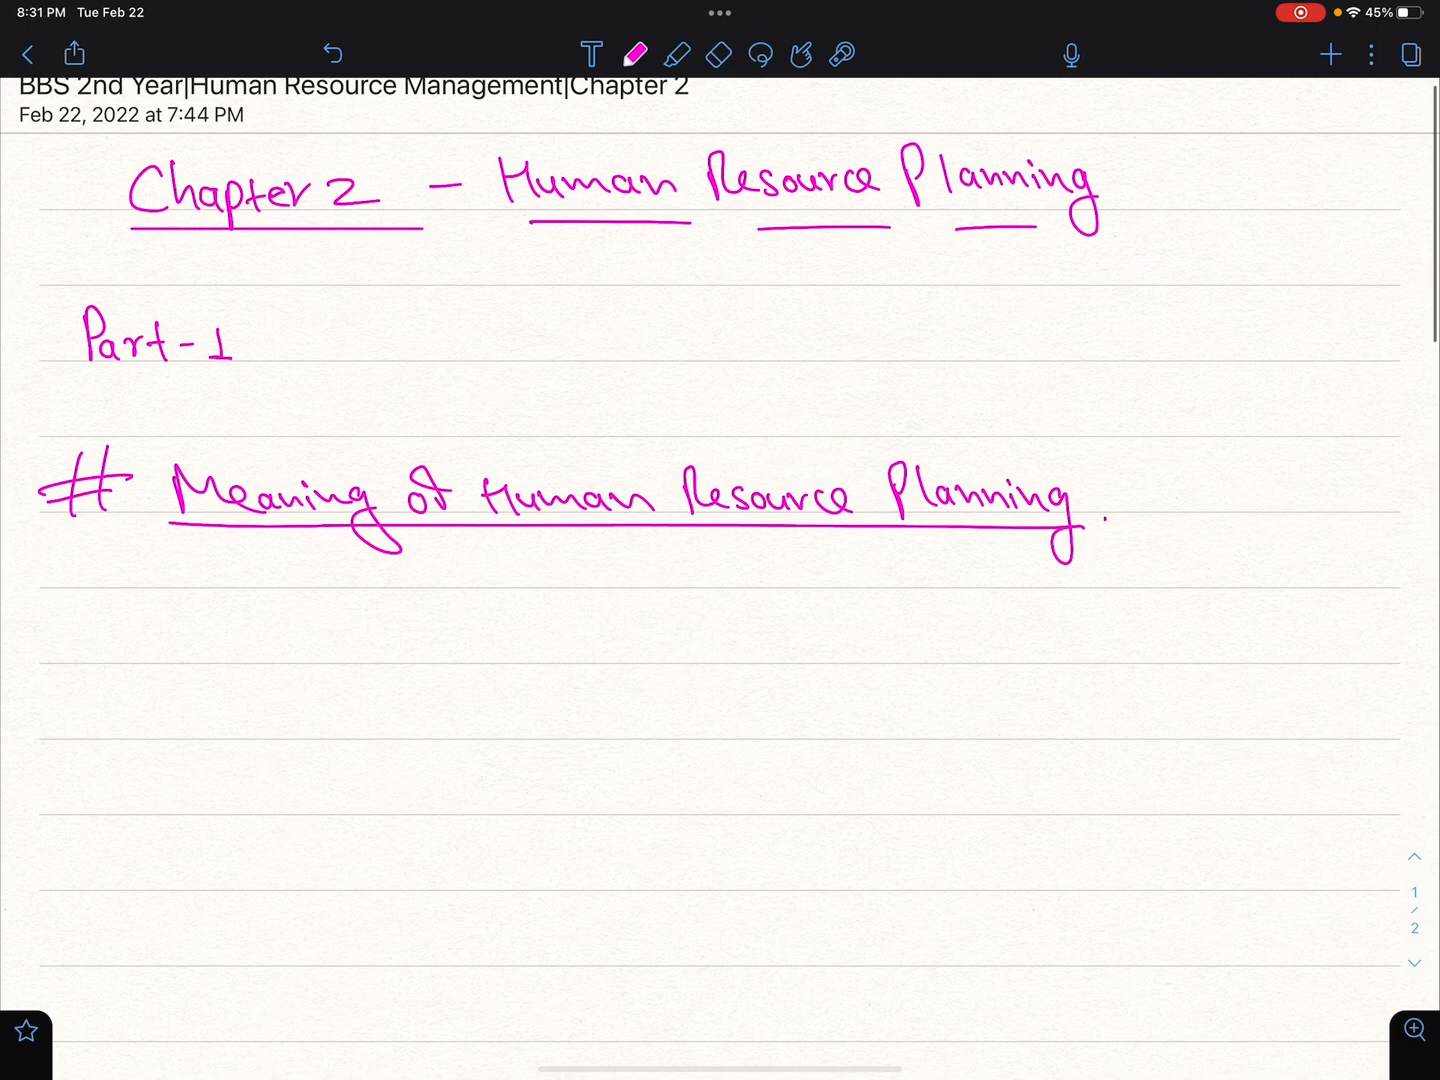 8:31 PM Tue Feb 22
45%
BBS 2nd Year|Human Resource Management|Chapter 2
Feb 22, 2022 at 7:44 PM
Chapter 2 - Human Resource Planning
Part-1
# Meaning of Human Resource Planning.
1
/
2